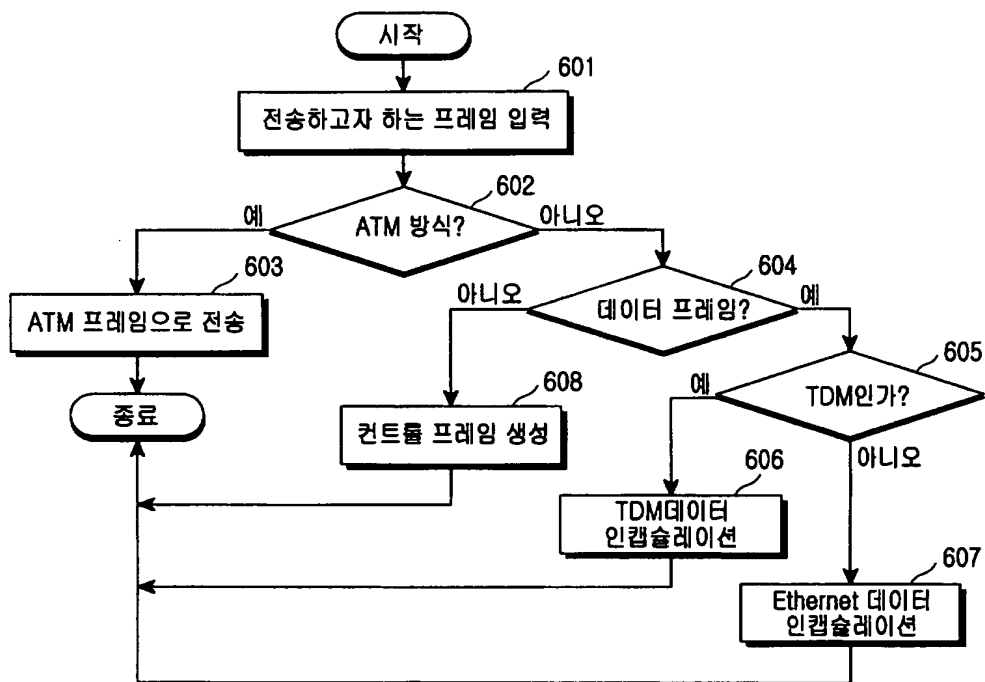 시작
601
전송하고자 하는 프레임 입력
602
예
ATM 방식?
아니오
603
ATM 프레임으로 전송
604
아니오
데이터 프레임?
예
605
예
TDM인가?
아니오
종료
608
컨트롤 프레임 생성
606
TDM데이터
인캡슐레이션
607
Ethernet 데이터
인캡슐레이션